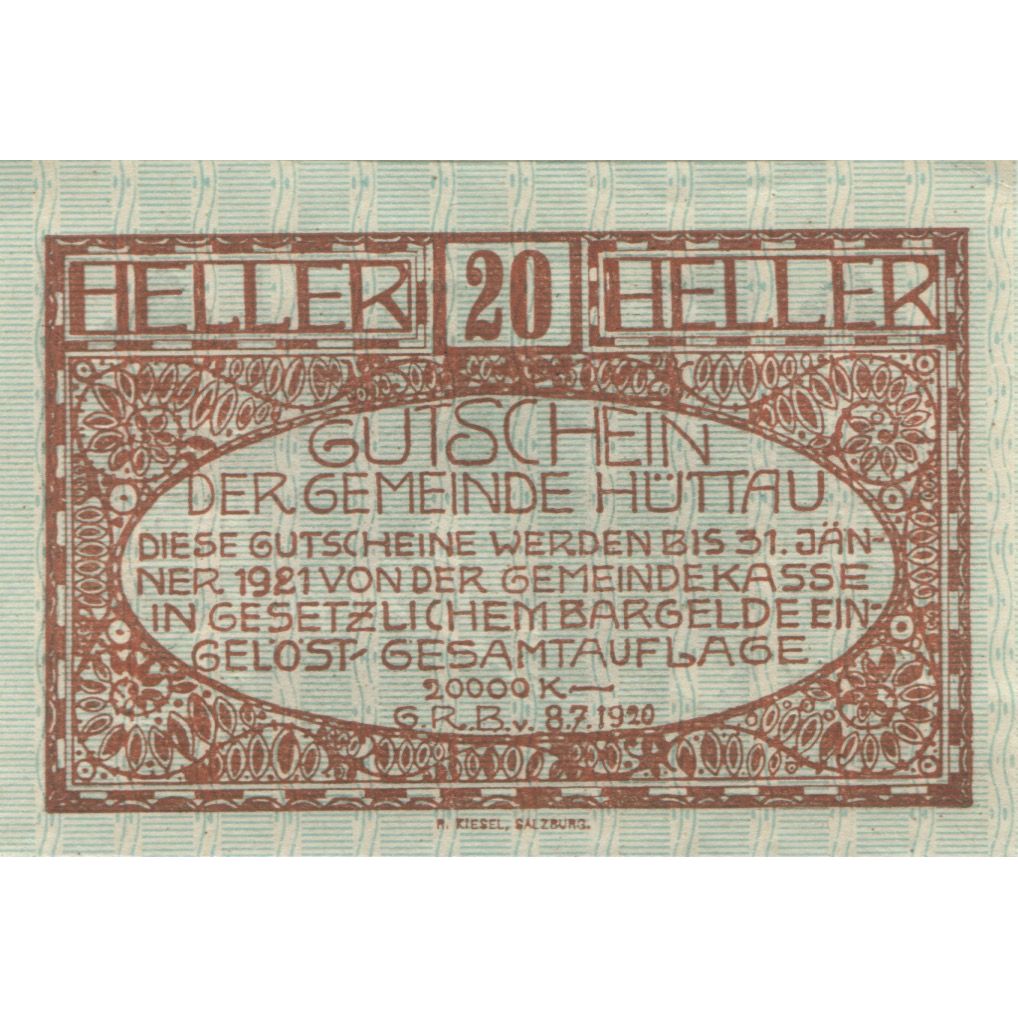 HELLER 20 HELLER
GUTSCHEIN
DER GEMEINDE HÜTTAU
DIESE GUTSCHEINE WERDEN BIS 31. JÄN-
NER 1921 VON DER GEMEINDEKASSE
IN GESETZLICHEM BARGELDE EIN-
GELÖST- GESAMTAUFLAGE
20000 K—
G.R.B. v. 8.7.1920
R. KIESEL, SALZBURG.